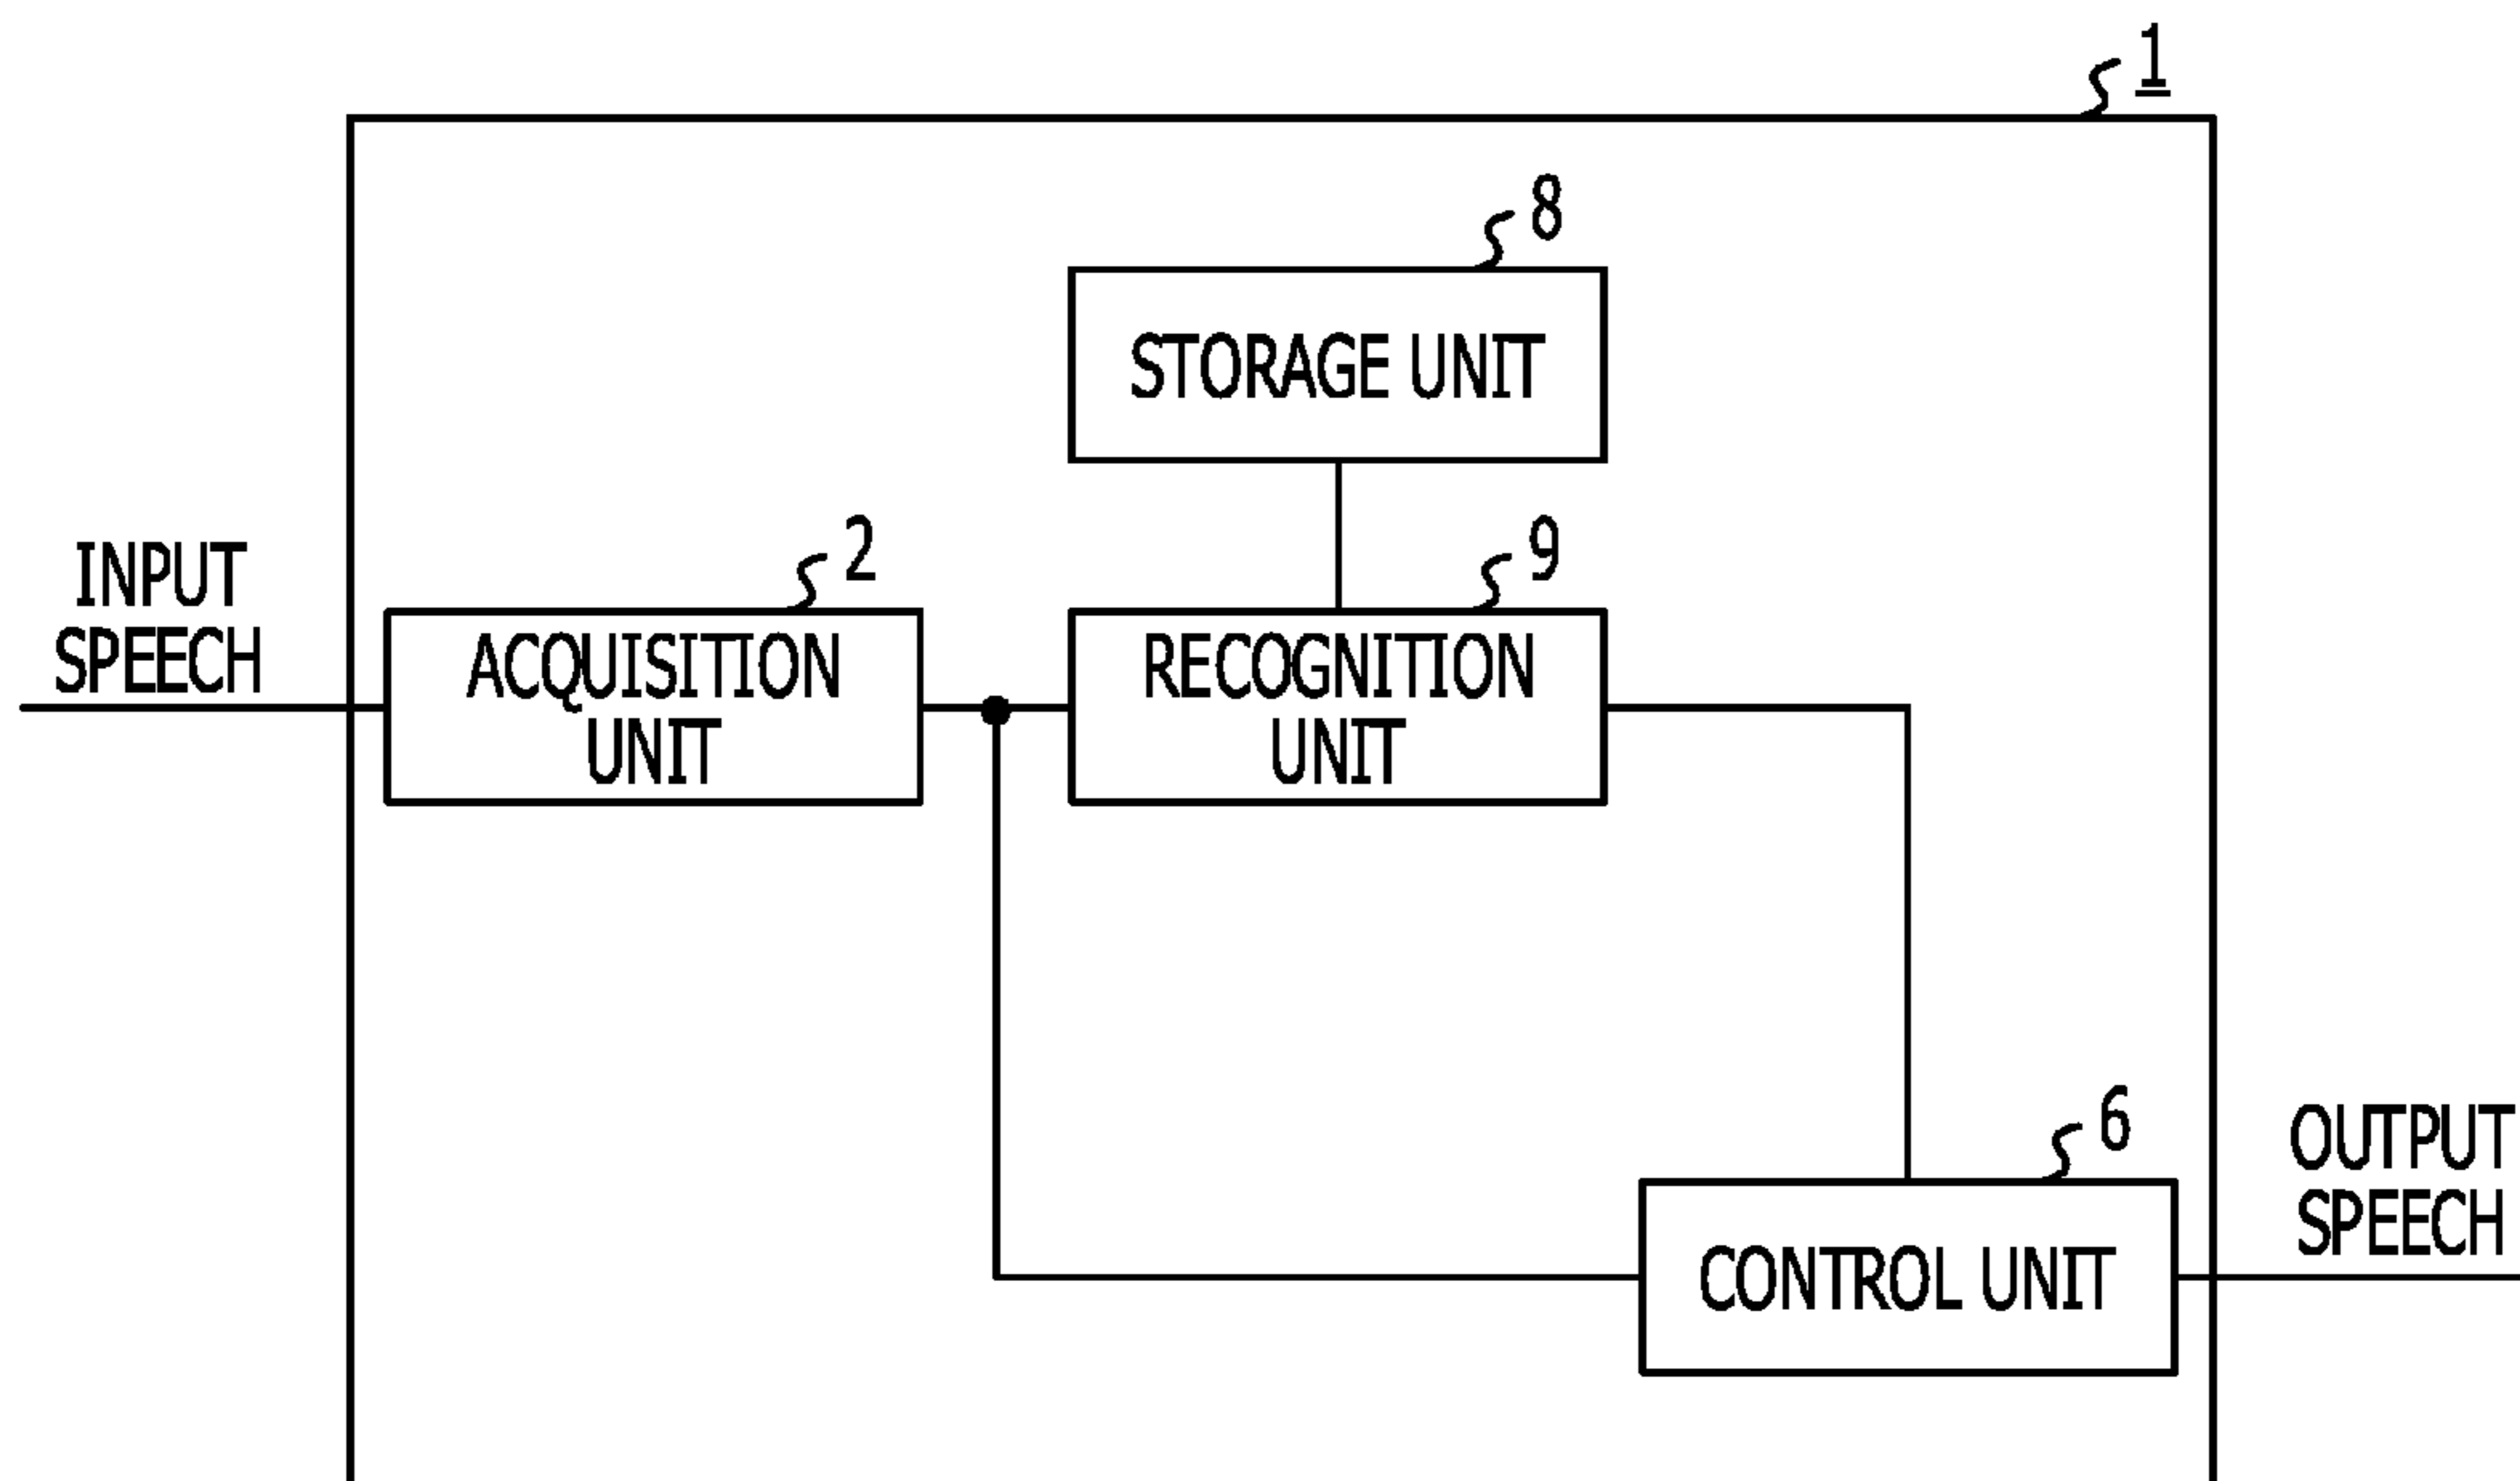 1
8
STORAGE UNIT
INPUT
SPEECH
2
ACQUISITION
UNIT
9
RECOGNITION
UNIT
6
CONTROL UNIT
OUTPUT
SPEECH